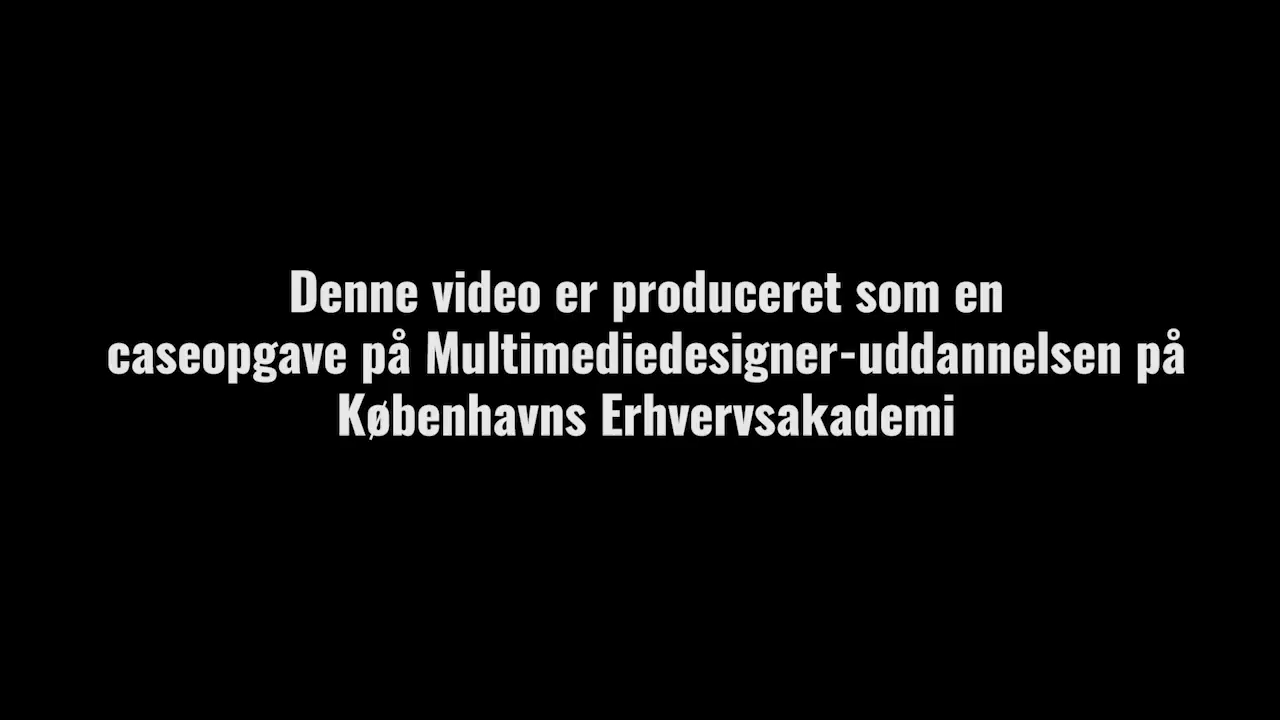 Denne video er produceret som en
caseopgave på Multimediedesigner-uddannelsen på
Københavns Erhvervsakademi